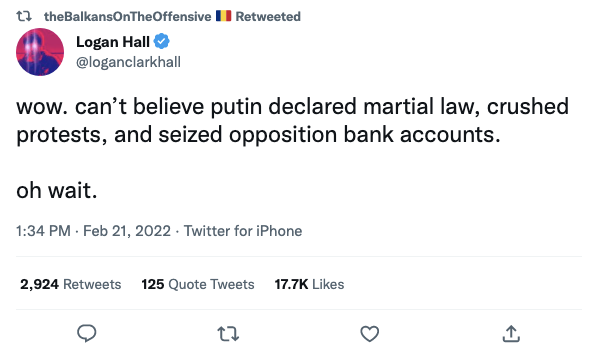 theBalkansOnTheOffensive 🇷🇴 Retweeted
Logan Hall
@loganclarkhall
wow. can't believe putin declared martial law, crushed
protests, and seized opposition bank accounts.
oh wait.
1:34 PM · Feb 21, 2022 · Twitter for iPhone
2,924 Retweets 125 Quote Tweets 17.7K Likes